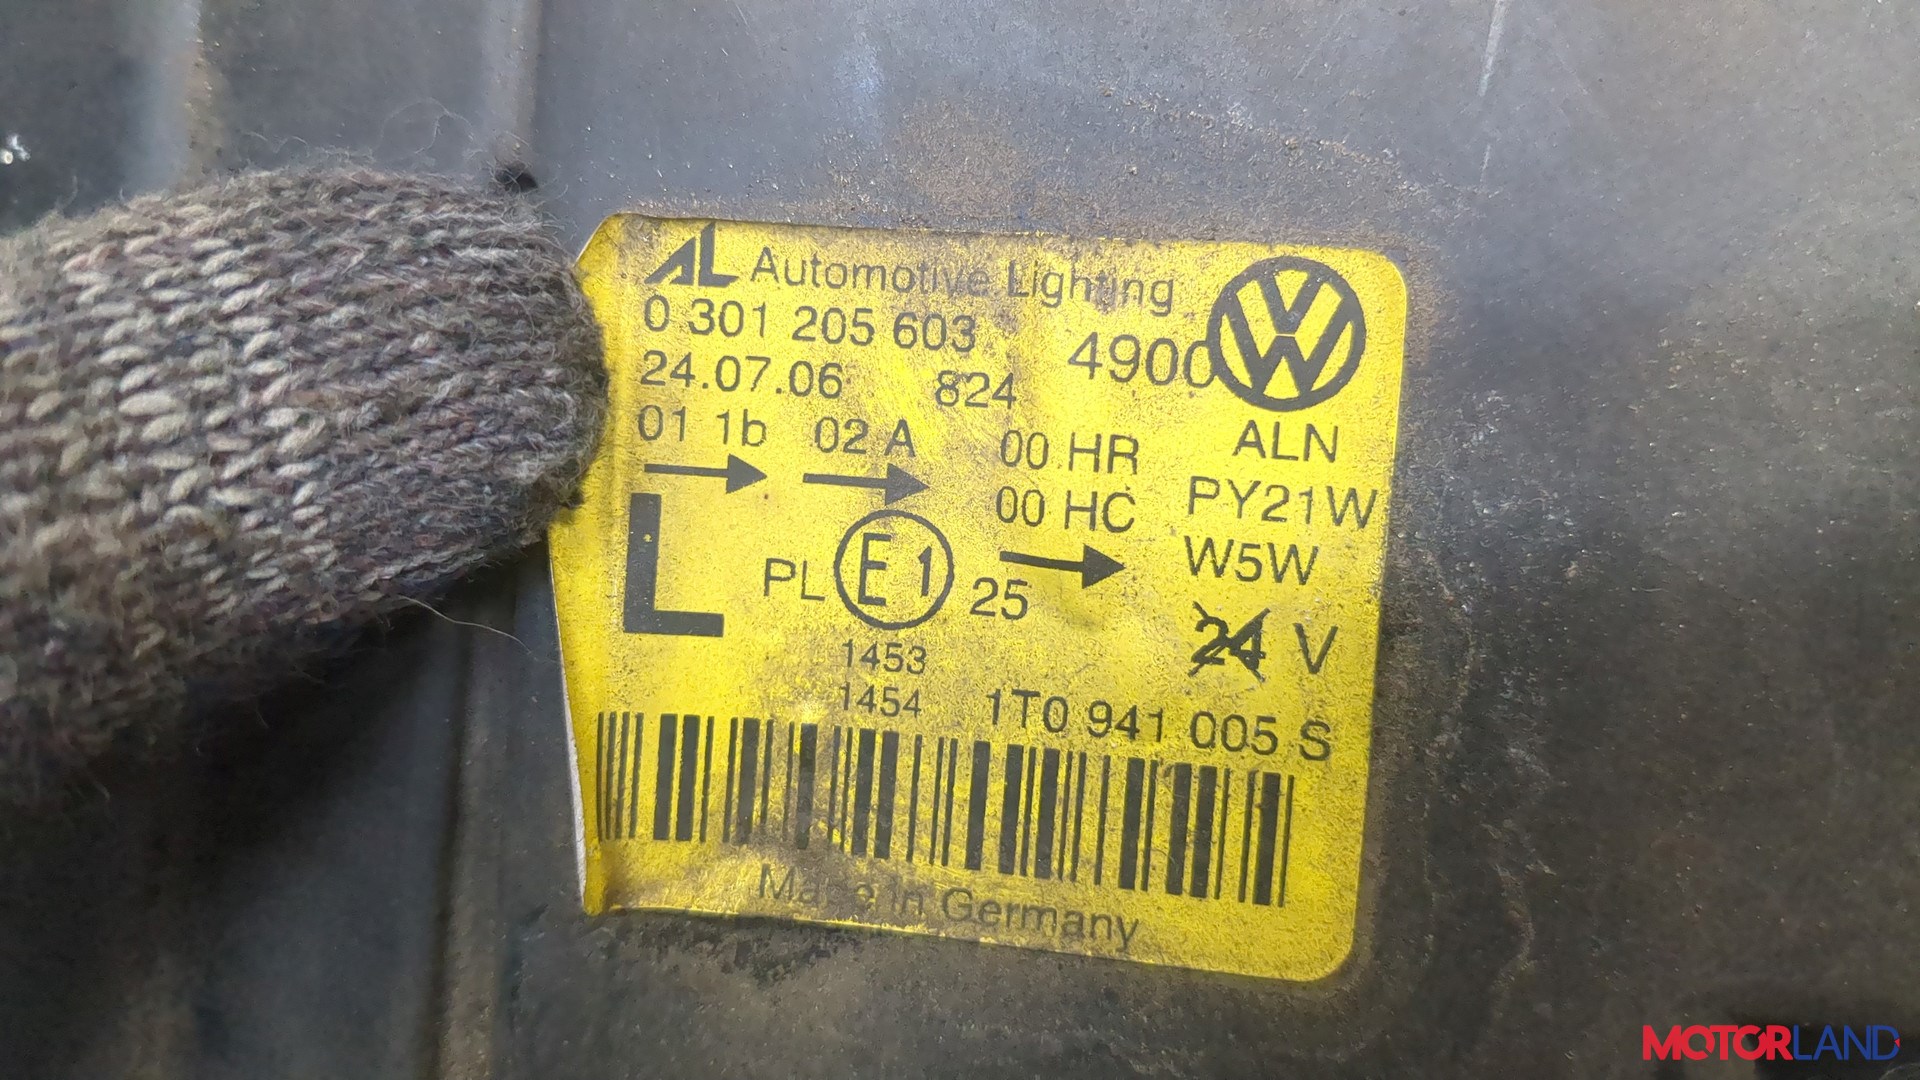 AL Automotive Lighting
0 301 205 603
4900
24.07.06 824
01 1b 02 A 00 HR
ALN
00 HC
PY21W
L
PL E1 25
W5W
24 V
1453
1454
1T0 941 005 S
Made in Germany
MOTORLAND